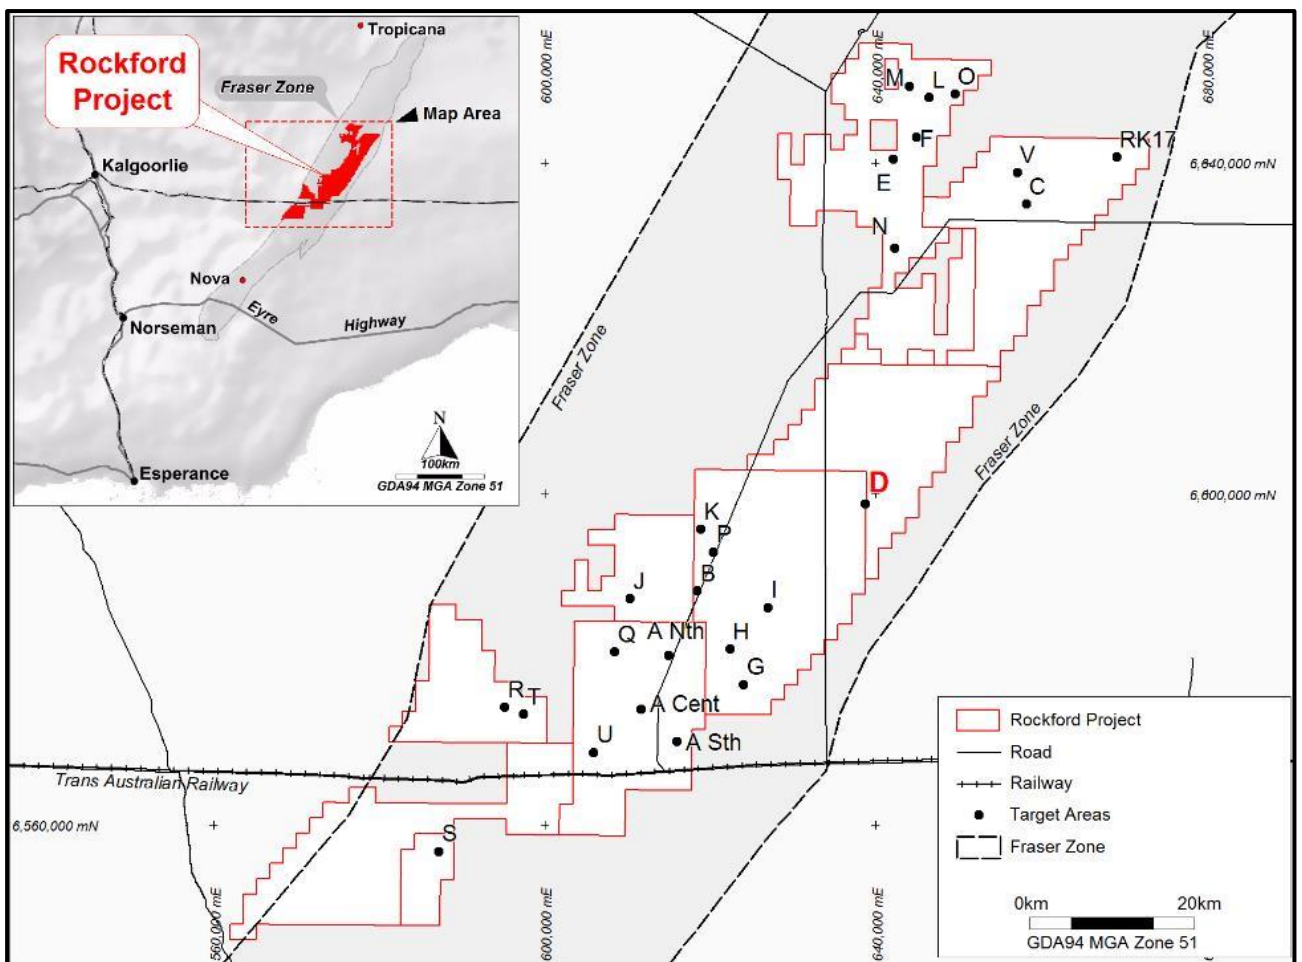 Tropicana
Rockford
Project
Fraser Zone
Map Area
Kalgoorlie
Nova
Eyre
Highway
Norseman
Esperance
N
100km
GDA94 MGA Zone 51
600,000 mE
640,000 mE
680,000 mE
M
L
O
F
E
V
RK17
C
N
6,640,000 mN
Fraser Zone
Fraser Zone
D
6,600,000 mN
K
P
B
J
I
Q
A Nth
H
G
R
T
A Cent
U
A Sth
Trans Australian Railway
6,560,000 mN
S
560,000 mE
600,000 mE
640,000 mE
Rockford Project
Road
Railway
Target Areas
Fraser Zone
0km
20km
GDA94 MGA Zone 51